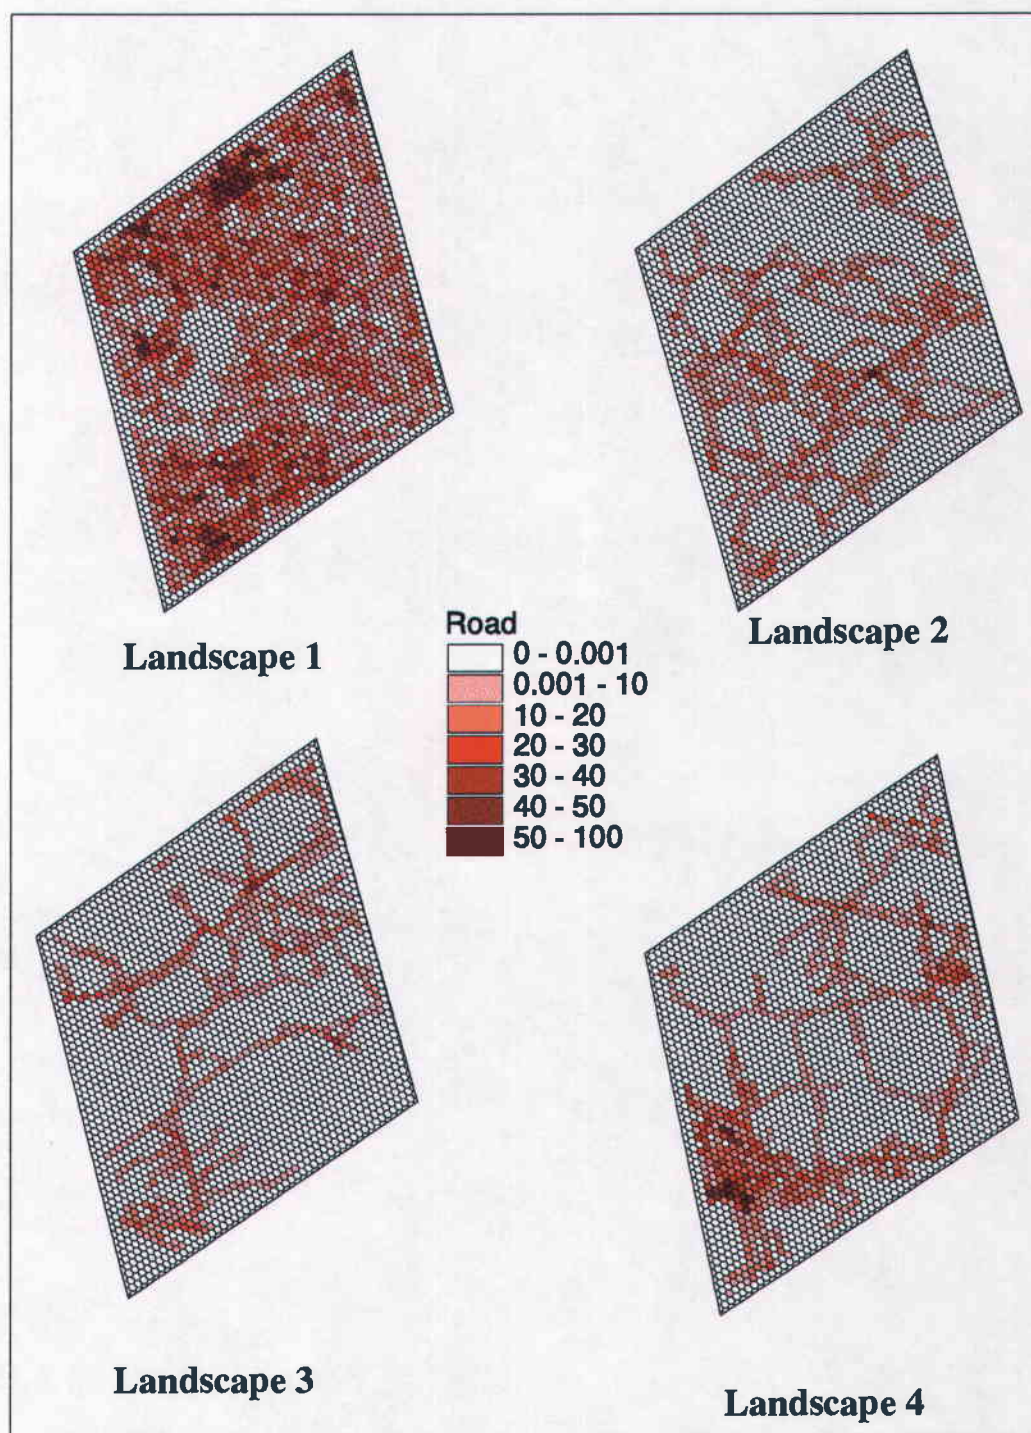 Landscape 1
Landscape 2
Road
0 - 0.001
0.001 - 10
10 - 20
20 - 30
30 - 40
40 - 50
50 - 100
Landscape 3
Landscape 4